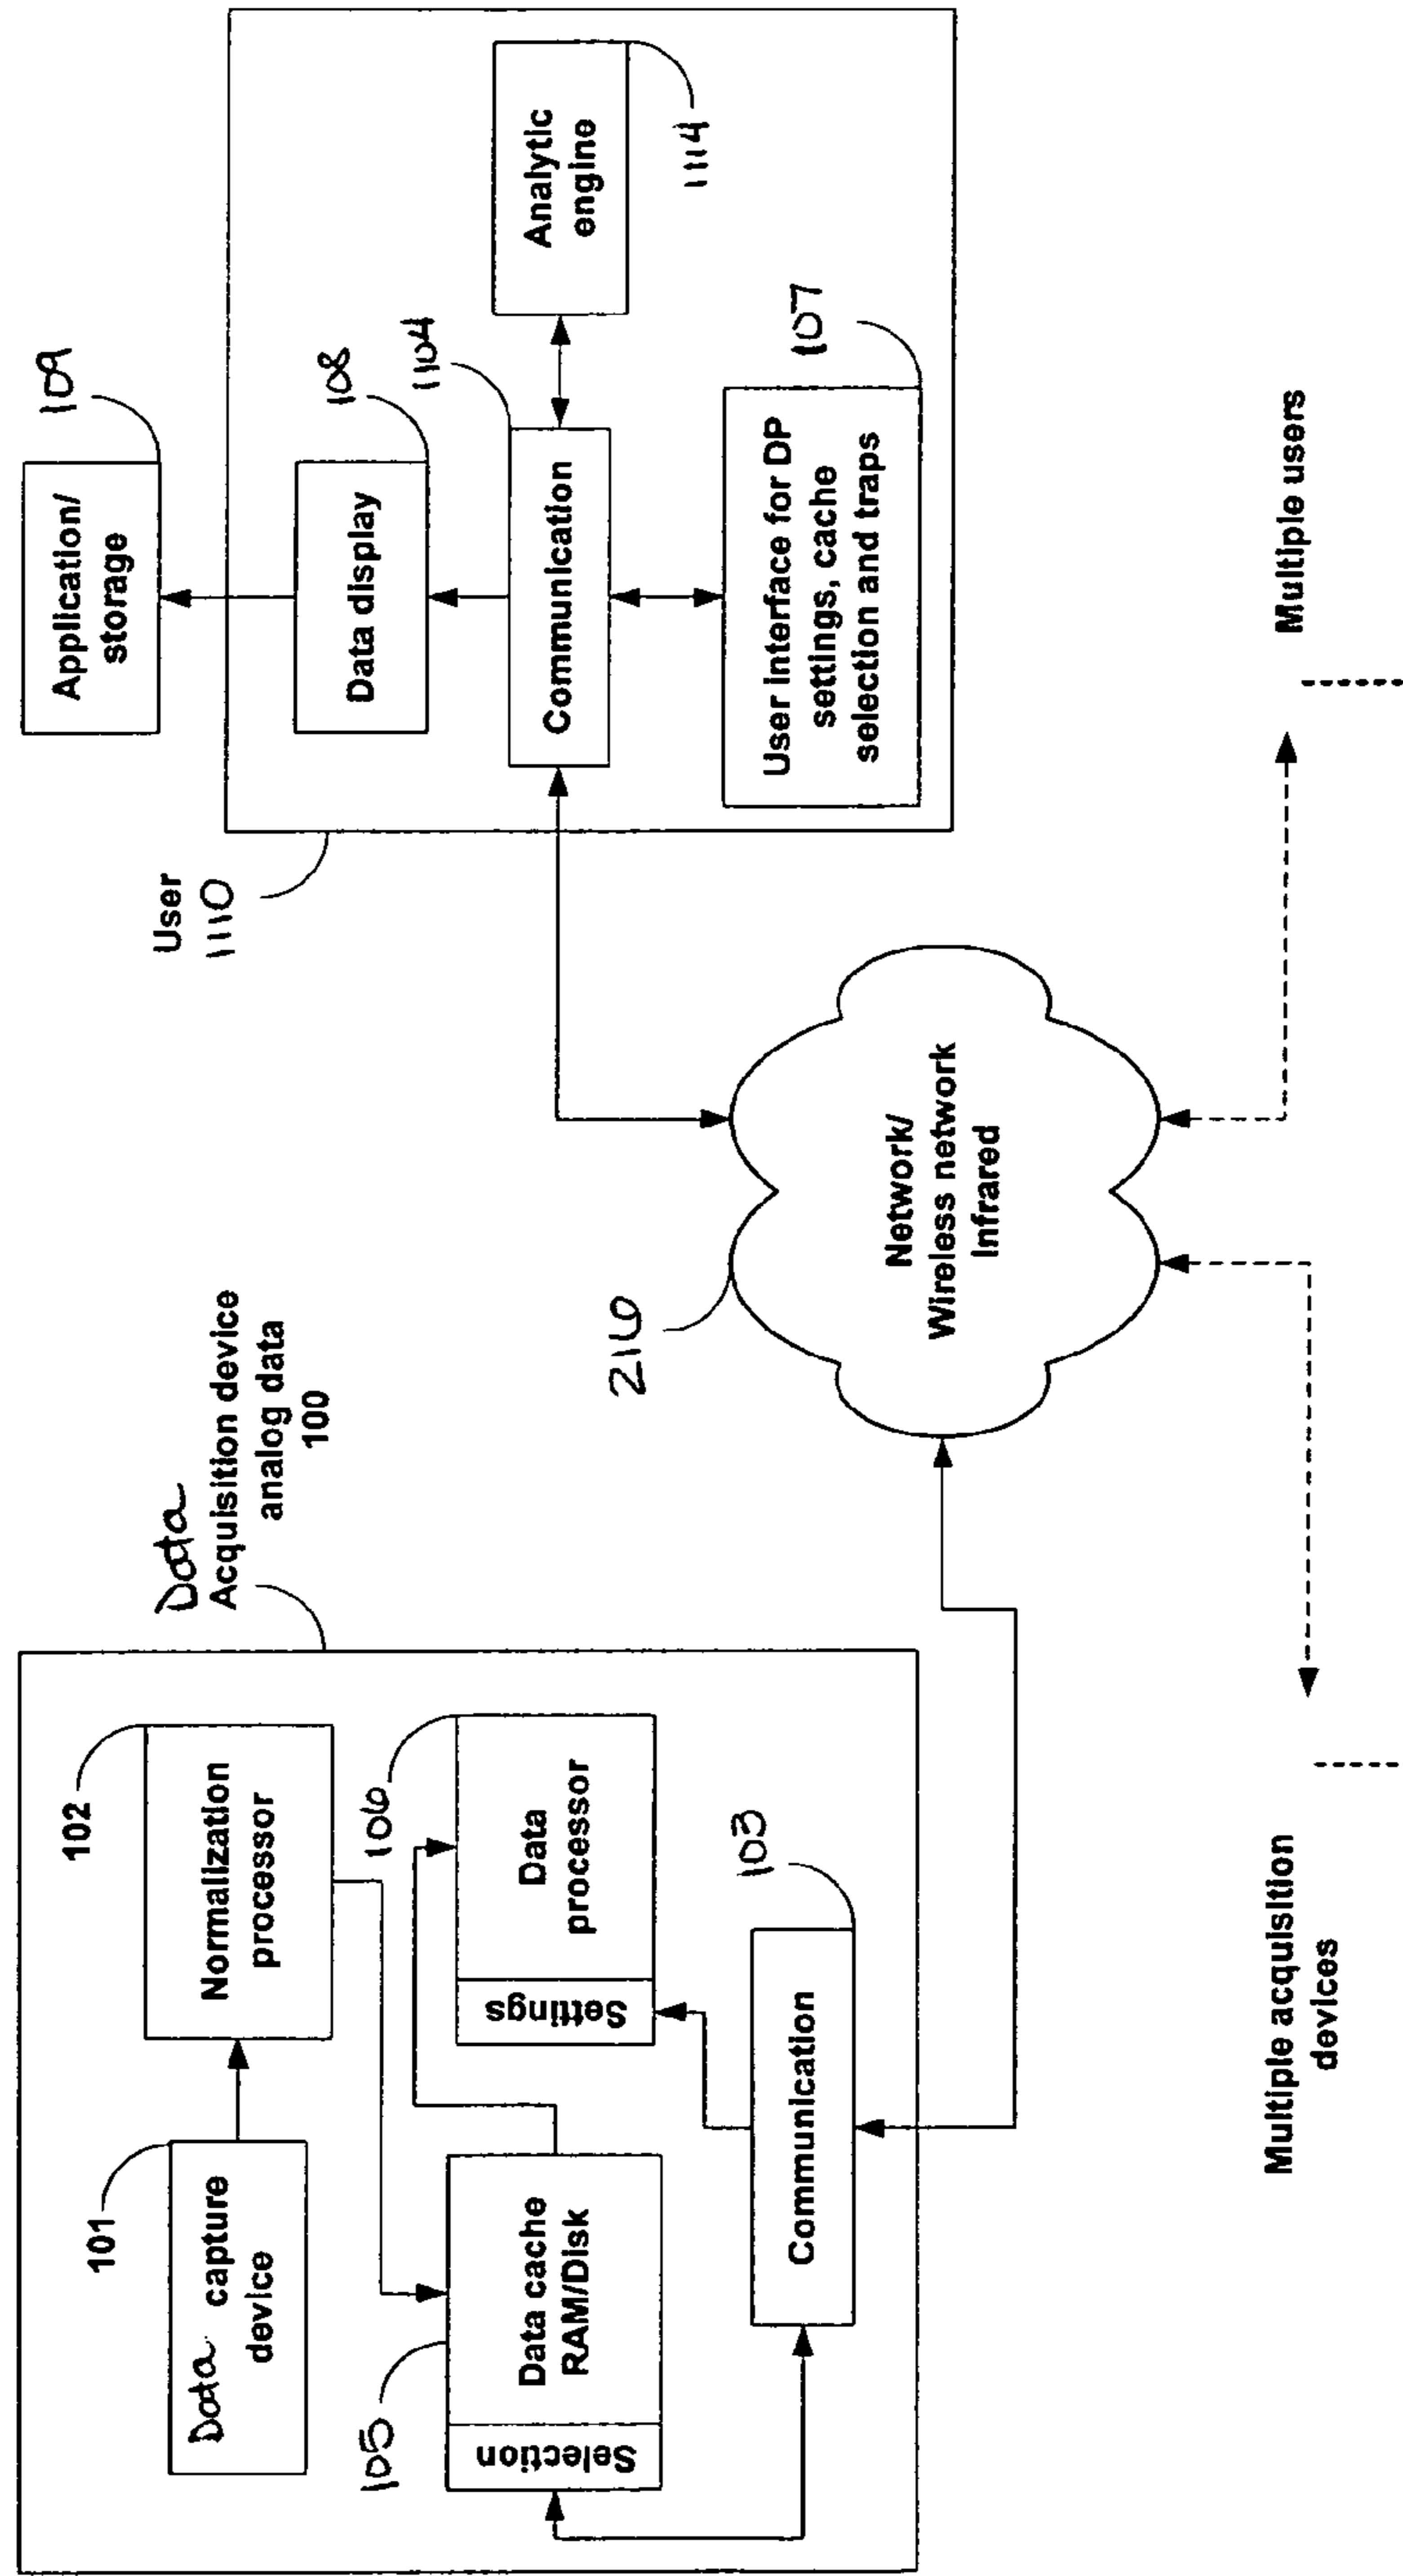 Data
Acquisition device
analog data
100
101
Data capture
device
102
Normalization
processor
105
Selection
Data cache
RAM/Disk
106
Settings
Data
processor
103
Communication
216
Network/
Wireless network
Infrared
User
1110
109
Application/
storage
108
Data display
1104
Communication
1114
Analytic
engine
107
User interface for DP
settings, cache
selection and traps
Multiple acquisition
devices
Multiple users